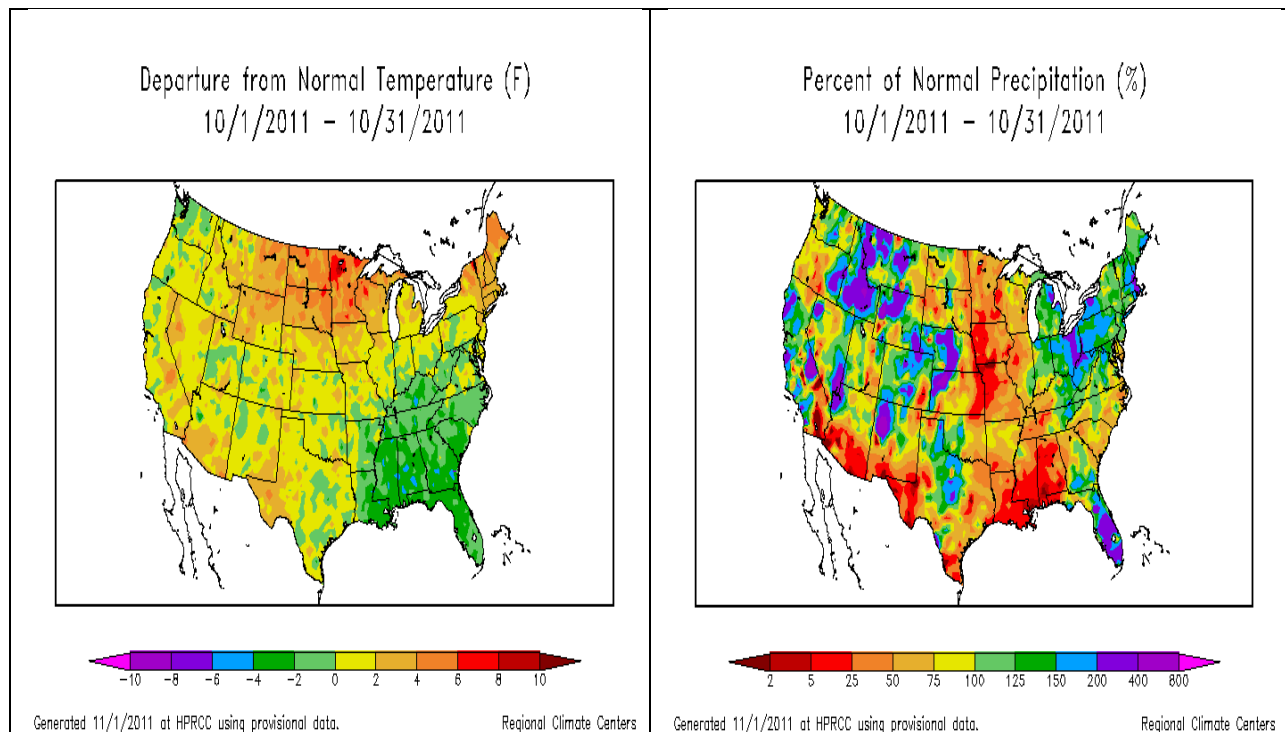 Departure from Normal Temperature (F)
10/1/2011 – 10/31/2011
-10 -8 -6 -4 -2 0 2 4 6 8 10
Generated 11/1/2011 at HPRCC using provisional data. Regional Climate Centers
Percent of Normal Precipitation (%)
10/1/2011 – 10/31/2011
2 5 25 50 75 100 125 150 200 400 800
Generated 11/1/2011 at HPRCC using provisional data. Regional Climate Centers